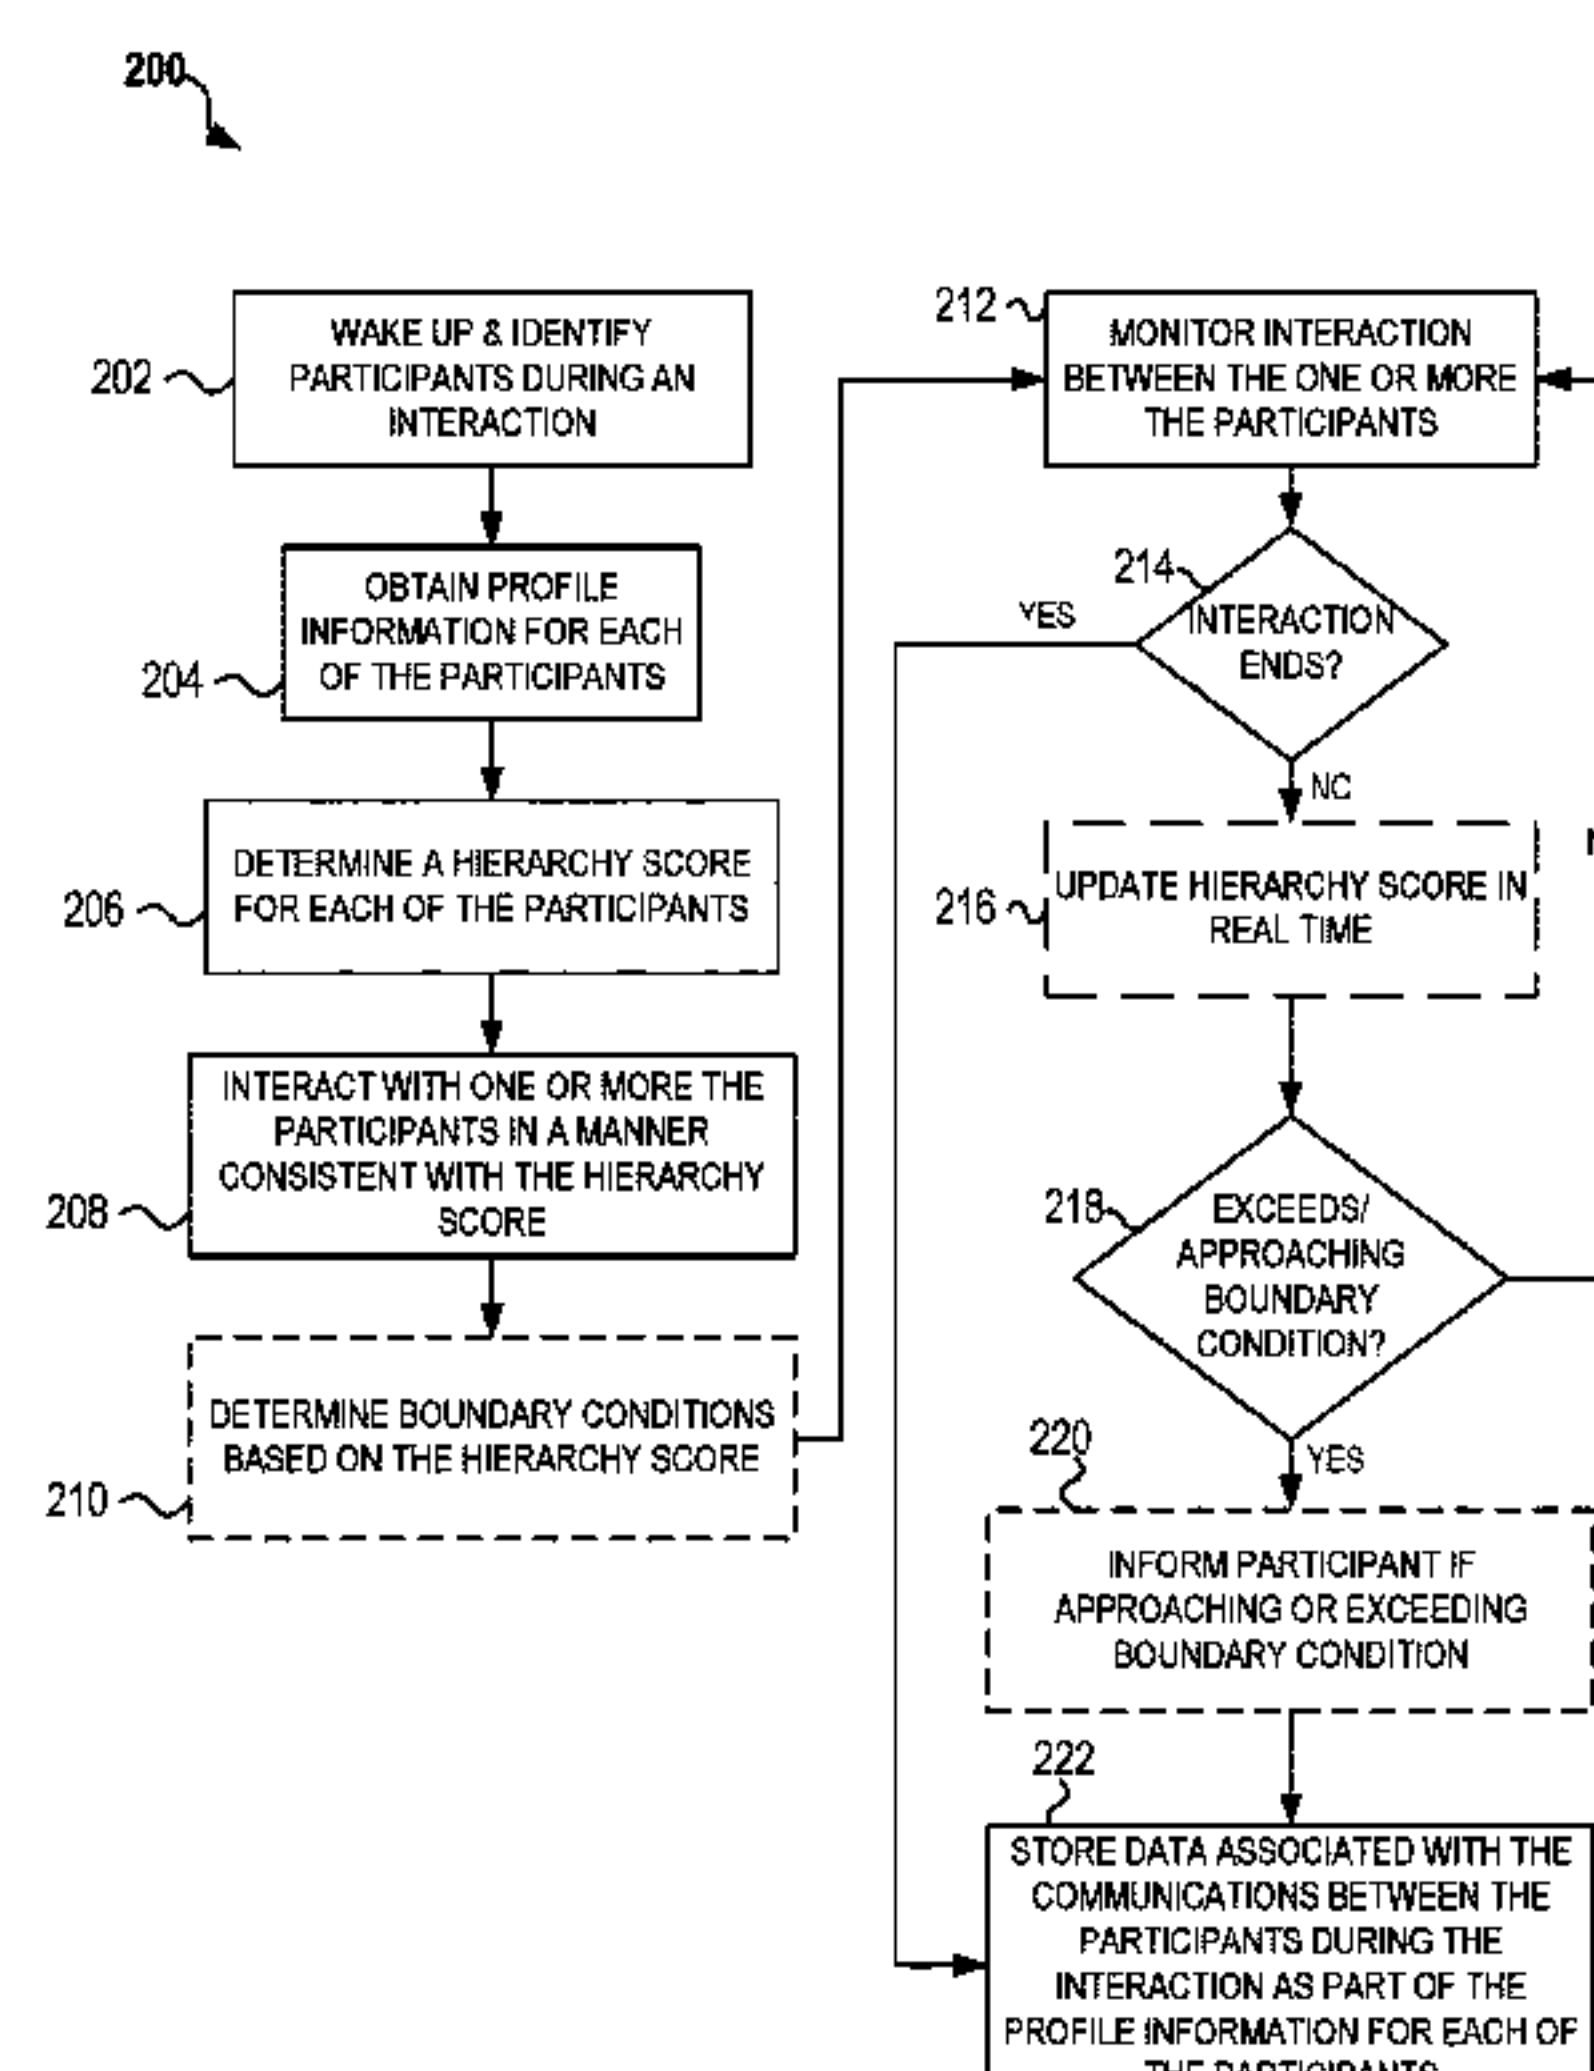 200
202
WAKE UP & IDENTIFY
PARTICIPANTS DURING AN
INTERACTION
204
OBTAIN PROFILE
INFORMATION FOR EACH
OF THE PARTICIPANTS
206
DETERMINE A HIERARCHY SCORE
FOR EACH OF THE PARTICIPANTS
208
INTERACT WITH ONE OR MORE THE
PARTICIPANTS IN A MANNER
CONSISTENT WITH THE HIERARCHY
SCORE
210
DETERMINE BOUNDARY CONDITIONS
BASED ON THE HIERARCHY SCORE
212
MONITOR INTERACTION
BETWEEN THE ONE OR MORE
THE PARTICIPANTS
214
INTERACTION
ENDS?
YES
NO
216
UPDATE HIERARCHY SCORE IN
REAL TIME
218
EXCEEDS/
APPROACHING
BOUNDARY
CONDITION?
YES
220
INFORM PARTICIPANT IF
APPROACHING OR EXCEEDING
BOUNDARY CONDITION
222
STORE DATA ASSOCIATED WITH THE
COMMUNICATIONS BETWEEN THE
PARTICIPANTS DURING THE
INTERACTION AS PART OF THE
PROFILE INFORMATION FOR EACH OF
THE PARTICIPANTS